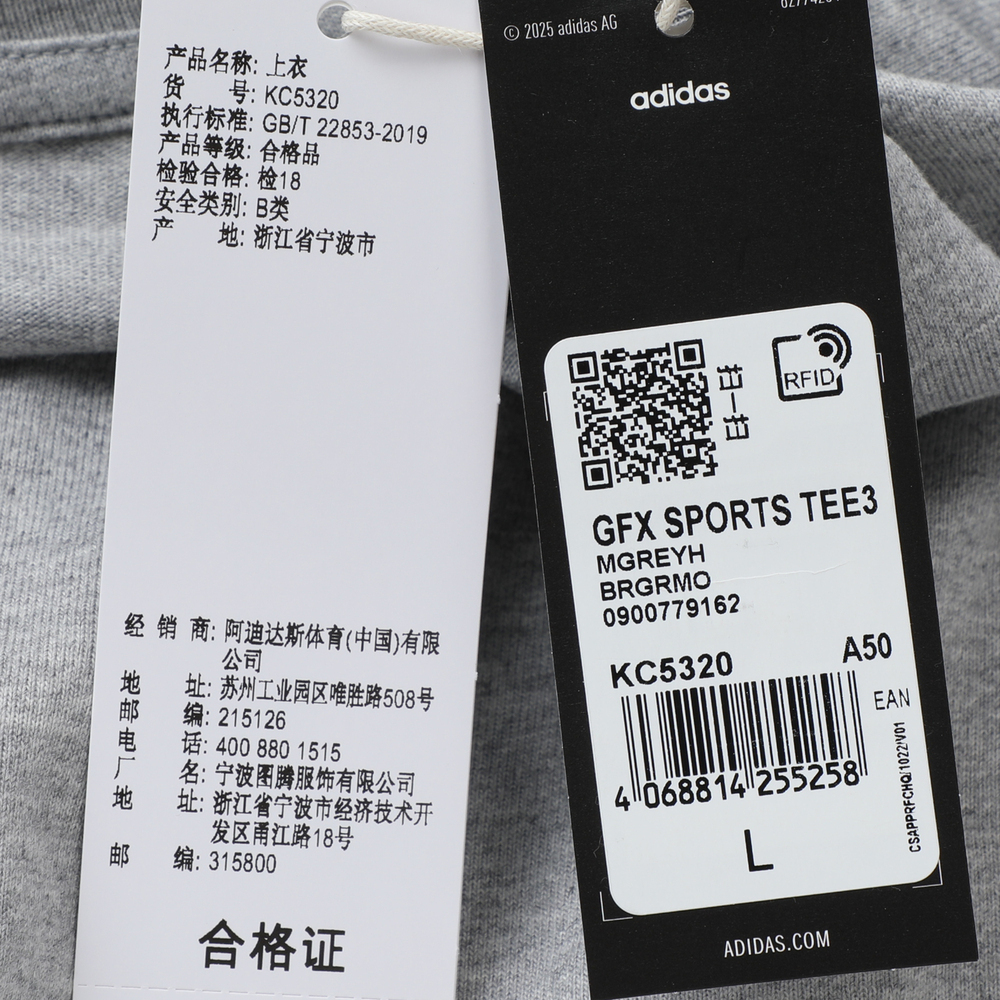 产品名称: 上衣
货 号: KC5320
执行标准: GB/T 22853-2019
产品等级: 合格品
检验合格: 检18
安全类别: B类
产 地: 浙江省宁波市
经 销 商: 阿迪达斯体育(中国)有限
公司
地 址: 苏州工业园区唯胜路508号
邮 编: 215126
电 话: 400 880 1515
厂 名: 宁波图腾服饰有限公司
地 址: 浙江省宁波市经济技术开
发区甬江路18号
邮 编: 315800
合格证
© 2025 adidas AG
adidas
扫一扫
RFID
GFX SPORTS TEE3
MGREYH
BRGRMO
0900779162
KC5320 A50
EAN
4 068814 255258
CSAPPRFCHQ/1022/V01
L
ADIDAS.COM